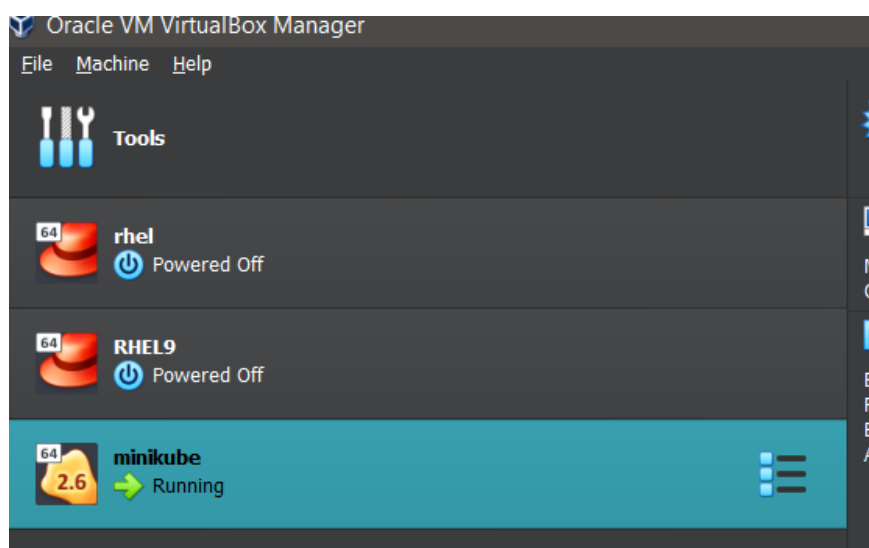 Oracle VM VirtualBox Manager
File Machine Help
Tools
64
rhel
Powered Off
64
RHEL9
Powered Off
64
2.6
minikube
Running